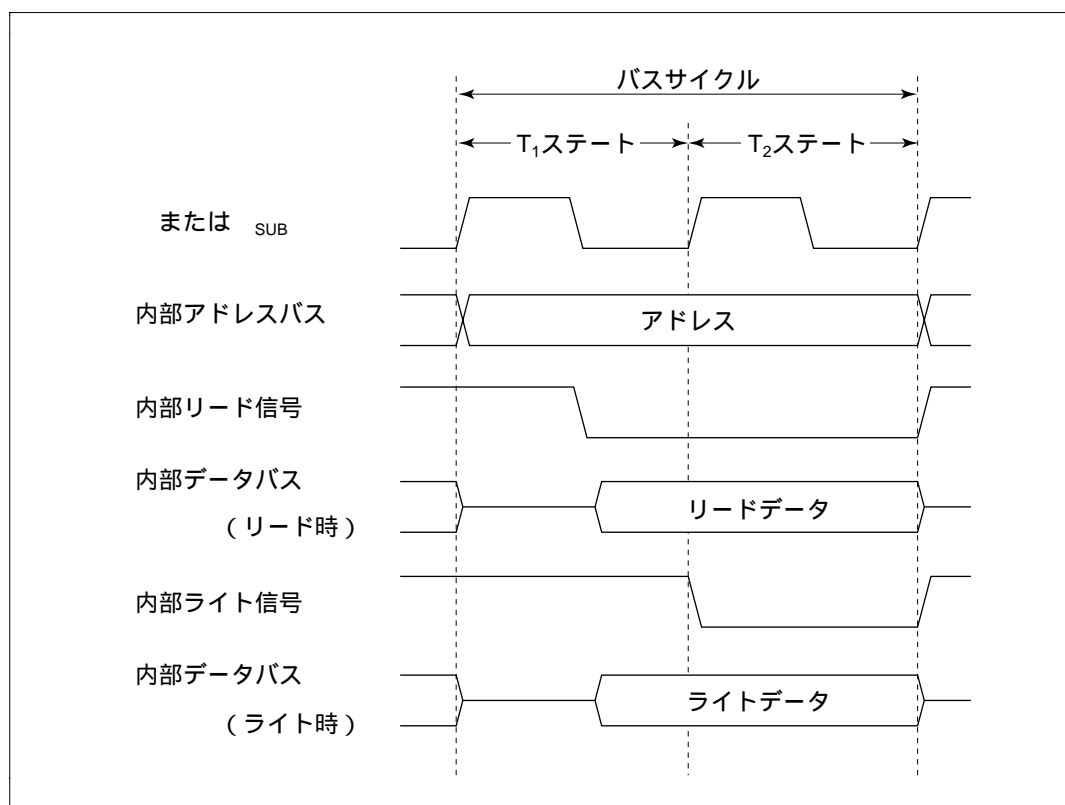 バスサイクル
T₁ステート
T₂ステート
または SUB
内部アドレスバス
アドレス
内部リード信号
内部データバス
(リード時)
リードデータ
内部ライト信号
内部データバス
(ライト時)
ライトデータ